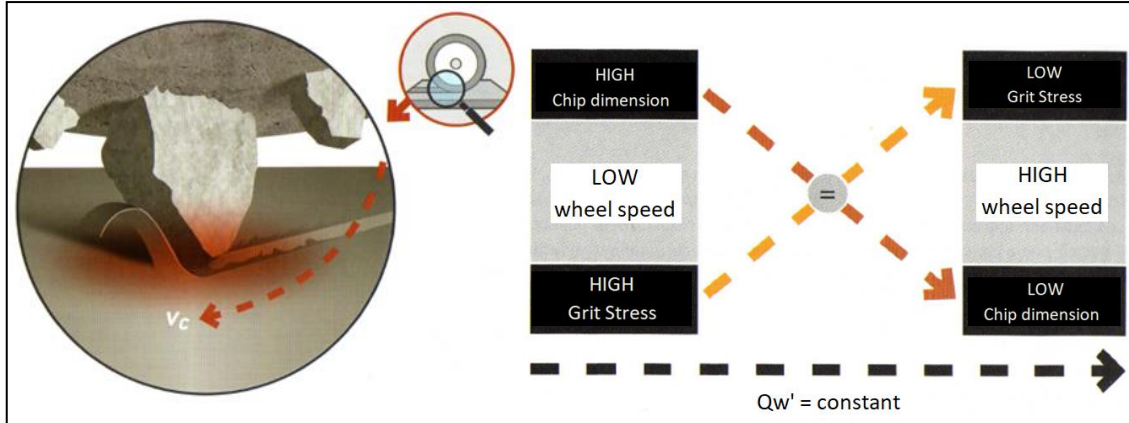 HIGH
Chip dimension
LOW
wheel speed
HIGH
Grit Stress
=
LOW
Grit Stress
HIGH
wheel speed
LOW
Chip dimension
vc
Qw' = constant